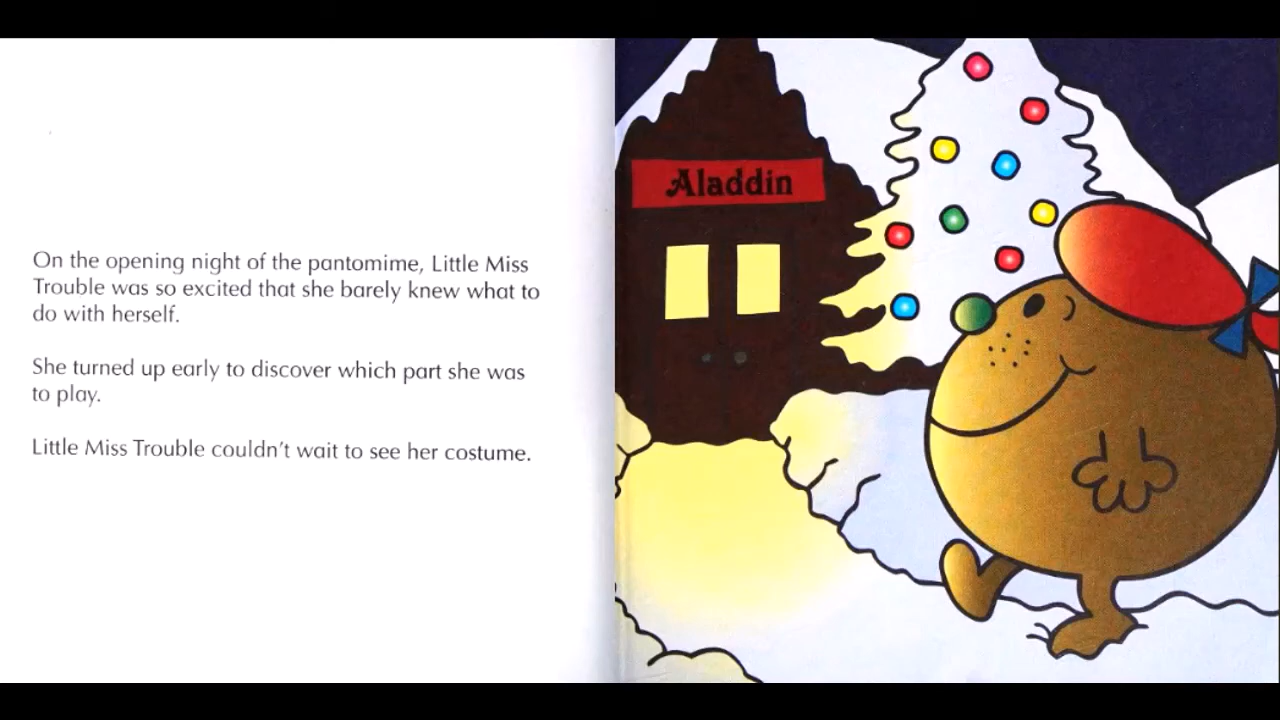 On the opening night of the pantomime, Little Miss
Trouble was so excited that she barely knew what to
do with herself.
She turned up early to discover which part she was
to play.
Little Miss Trouble couldn't wait to see her costume.
Aladdin